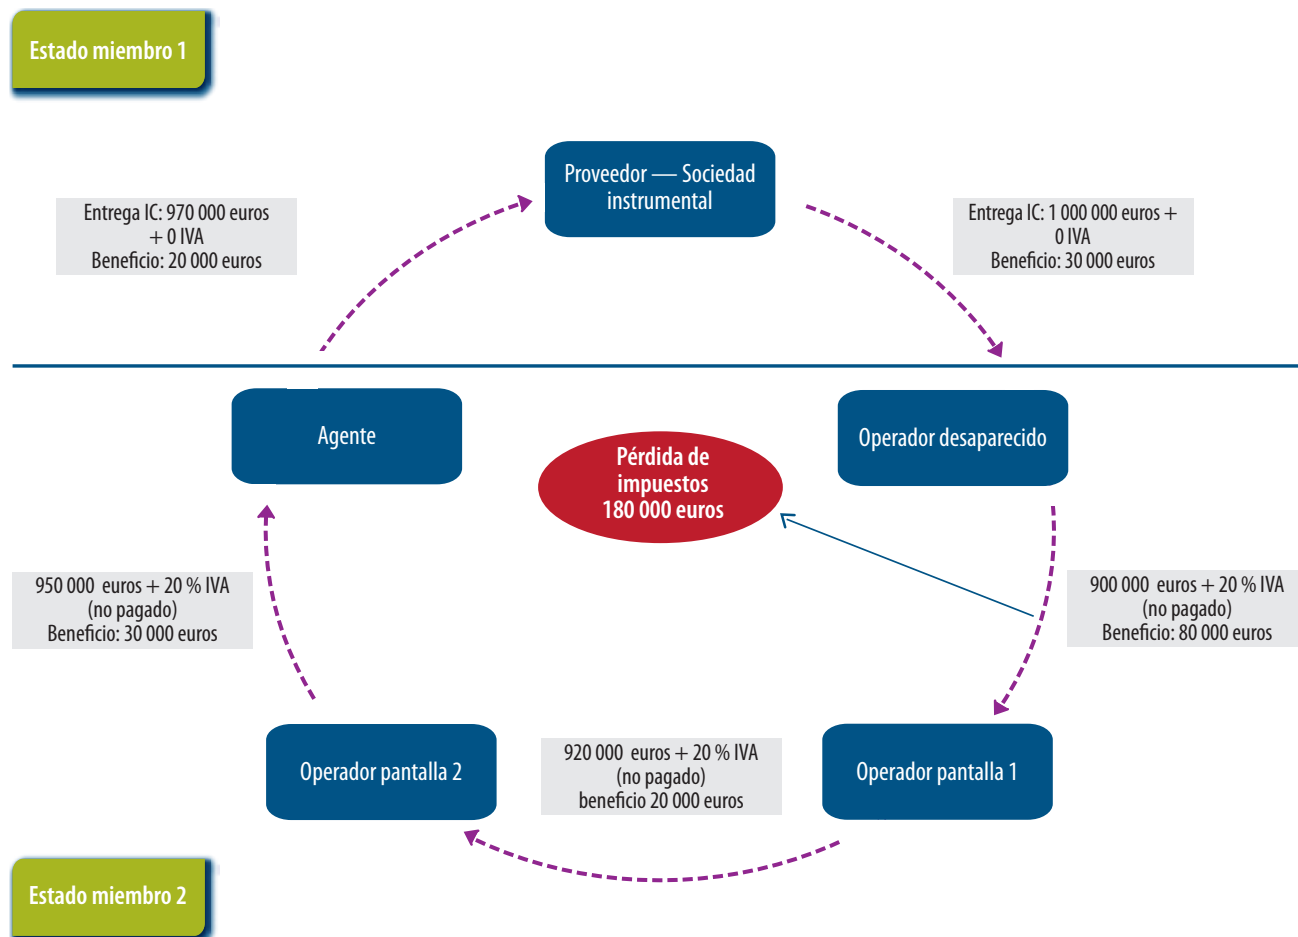 Estado miembro 1
Proveedor — Sociedad
instrumental
Entrega IC: 970 000 euros
+ 0 IVA
Beneficio: 20 000 euros
Entrega IC: 1 000 000 euros +
0 IVA
Beneficio: 30 000 euros
Agente
Pérdida de
impuestos
180 000 euros
Operador desaparecido
950 000 euros + 20 % IVA
(no pagado)
Beneficio: 30 000 euros
900 000 euros + 20 % IVA
(no pagado)
Beneficio: 80 000 euros
Operador pantalla 2
920 000 euros + 20 % IVA
(no pagado)
beneficio 20 000 euros
Operador pantalla 1
Estado miembro 2